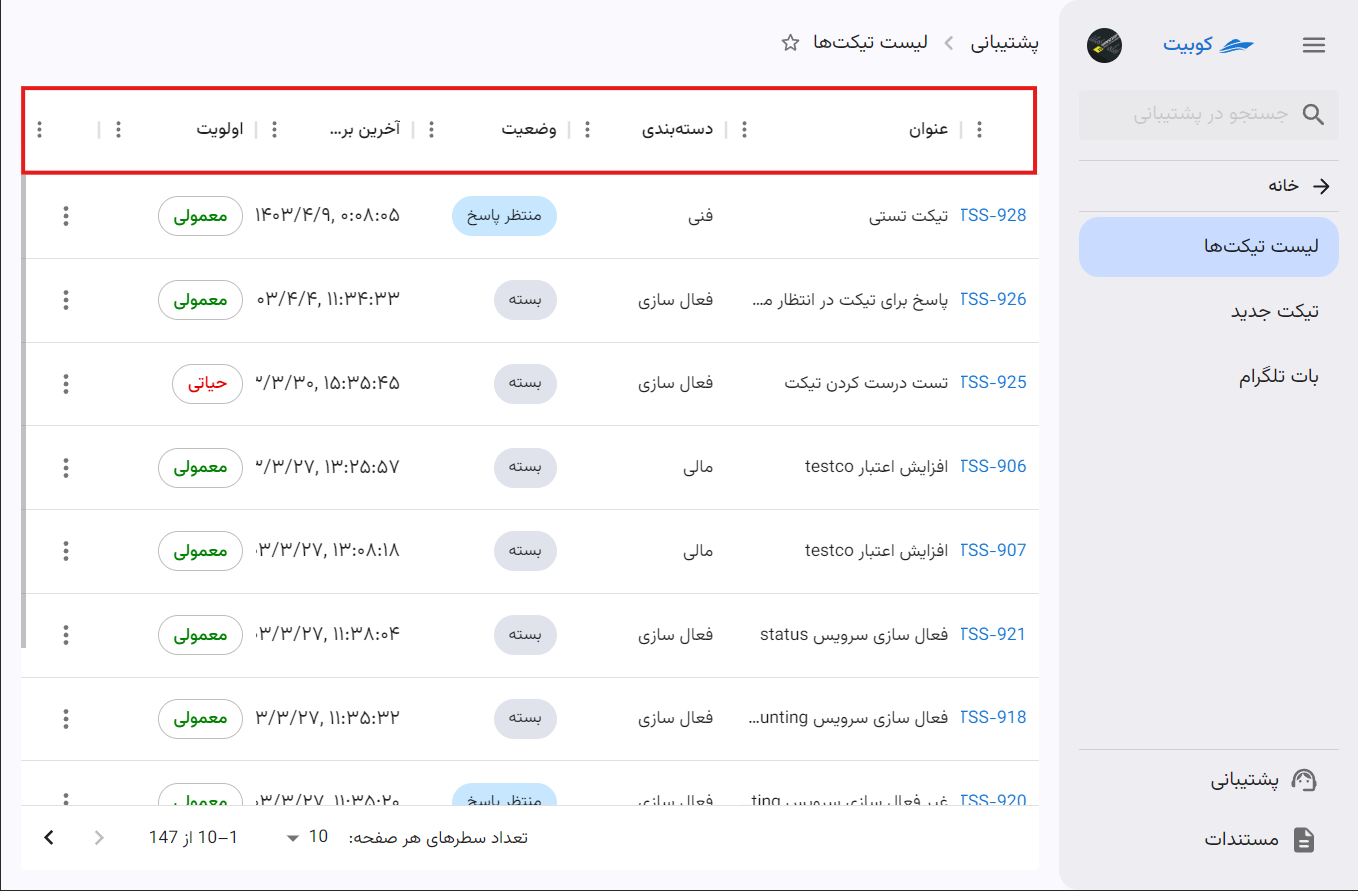 کوبیت
جستجو در پشتیبانی
خانه
لیست تیکت‌ها
تیکت جدید
بات تلگرام
پشتیبانی
مستندات
پشتیبانی
لیست تیکت‌ها
عنوان دسته‌بندی وضعیت آخرین بر... اولویت
TSS-928 تیکت تستی فنی منتظر پاسخ ۱۴۰۳/۴/۹, ۰:۰۸:۰۵ معمولی
TSS-926 پاسخ برای تیکت در انتظار م... فعال سازی بسته ۰۳/۴/۴, ۱۱:۳۴:۳۳ معمولی
TSS-925 تست درست کردن تیکت فعال سازی بسته ۳/۳/۳۰, ۱۵:۳۵:۴۵ حیاتی
TSS-906 افزایش اعتبار testco مالی بسته ۳/۳/۲۷, ۱۳:۲۵:۵۷ معمولی
TSS-907 افزایش اعتبار testco مالی بسته ۰۳/۳/۲۷, ۱۳:۰۸:۱۸ معمولی
TSS-921 فعال سازی سرویس status فعال سازی بسته ۰۳/۳/۲۷, ۱۱:۳۸:۰۴ معمولی
TSS-918 فعال سازی سرویس unting... فعال سازی بسته ۳/۳/۲۷, ۱۱:۳۵:۳۲ معمولی
TSS-920 غیر فعال سازی سرویس ting فعال سازی منتظر پاسخ ۰۳/۳/۲۷, ۱۱:۳۵:۲۰ معمولی
تعداد سطرهای هر صفحه: 10 1–10 از 147